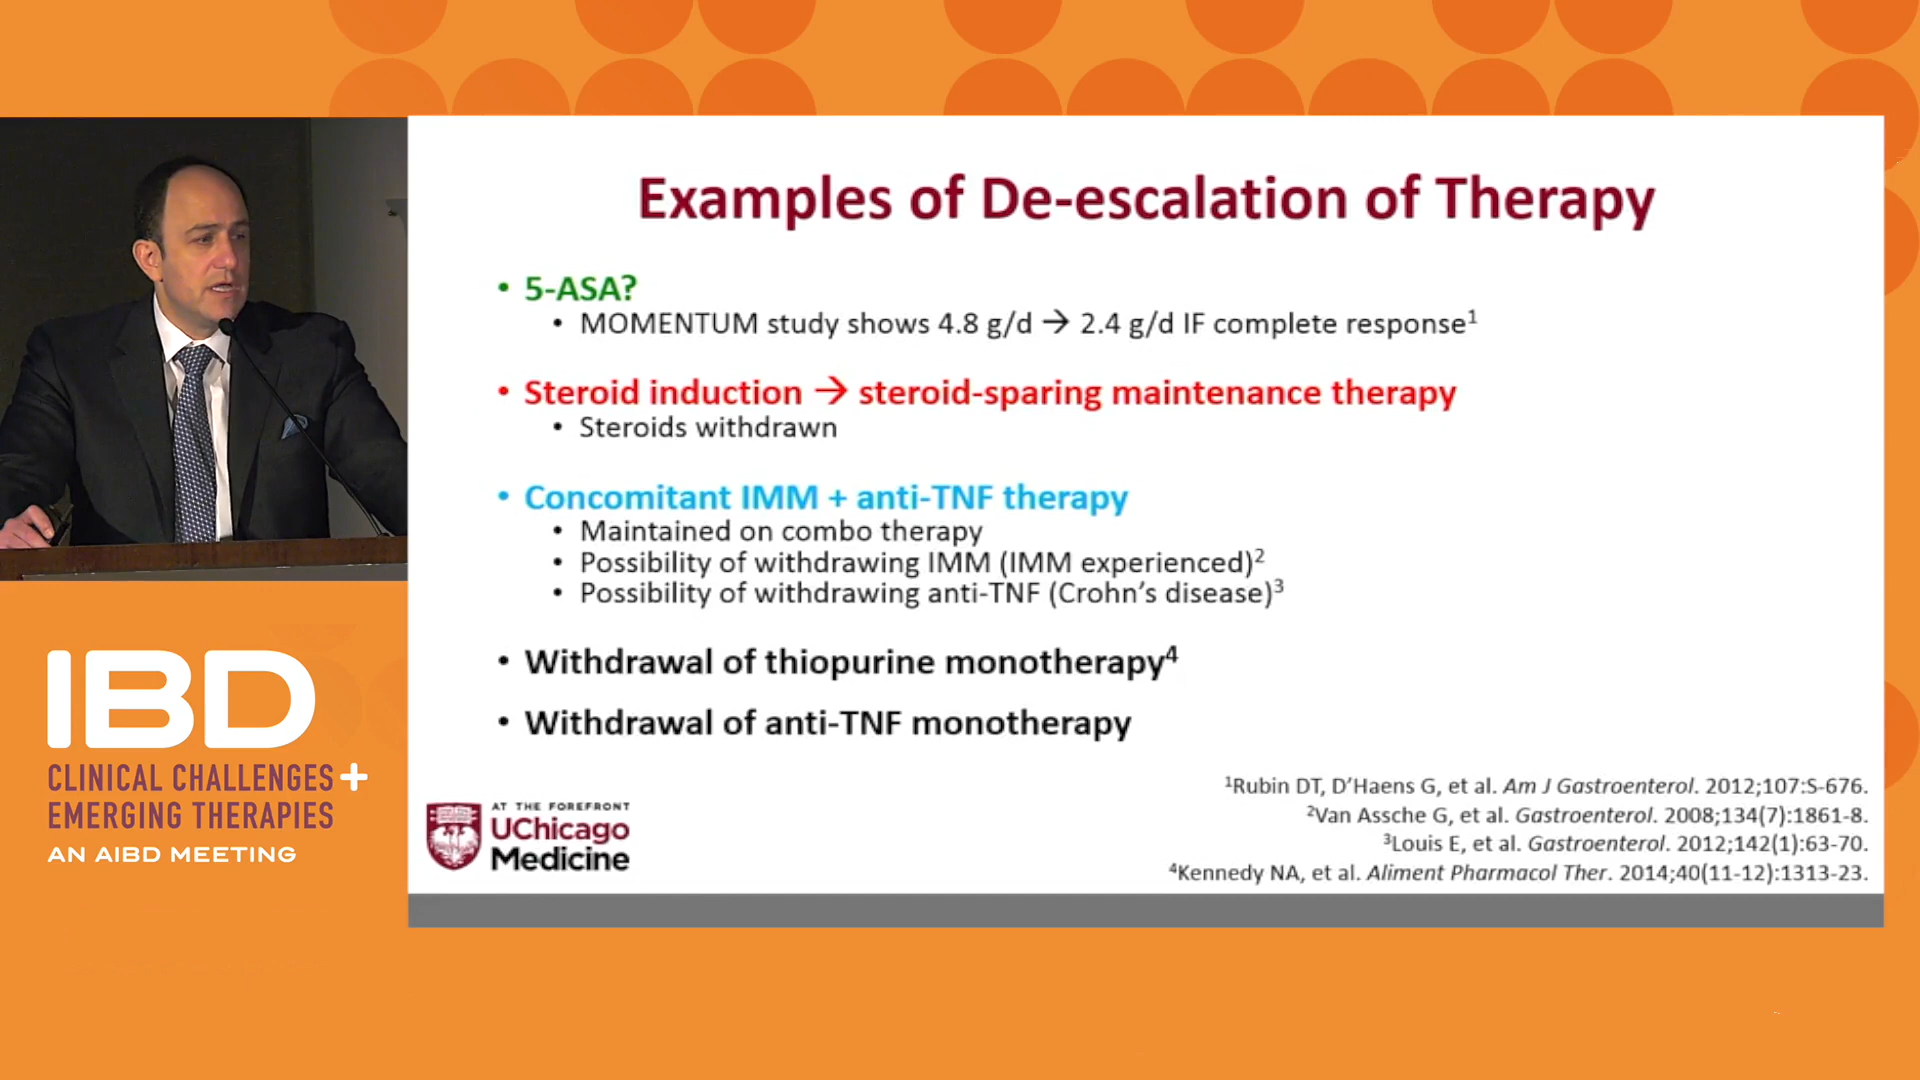 Examples of De-escalation of Therapy
• 5-ASA?
• MOMENTUM study shows 4.8 g/d → 2.4 g/d IF complete response¹
• Steroid induction → steroid-sparing maintenance therapy
• Steroids withdrawn
• Concomitant IMM + anti-TNF therapy
• Maintained on combo therapy
• Possibility of withdrawing IMM (IMM experienced)²
• Possibility of withdrawing anti-TNF (Crohn's disease)³
• Withdrawal of thiopurine monotherapy⁴
• Withdrawal of anti-TNF monotherapy
¹Rubin DT, D'Haens G, et al. Am J Gastroenterol. 2012;107:S-676.
²Van Assche G, et al. Gastroenterol. 2008;134(7):1861-8.
³Louis E, et al. Gastroenterol. 2012;142(1):63-70.
⁴Kennedy NA, et al. Aliment Pharmacol Ther. 2014;40(11-12):1313-23.
AT THE FOREFRONT
UChicago
Medicine
IBD
CLINICAL CHALLENGES +
EMERGING THERAPIES
AN AIBD MEETING